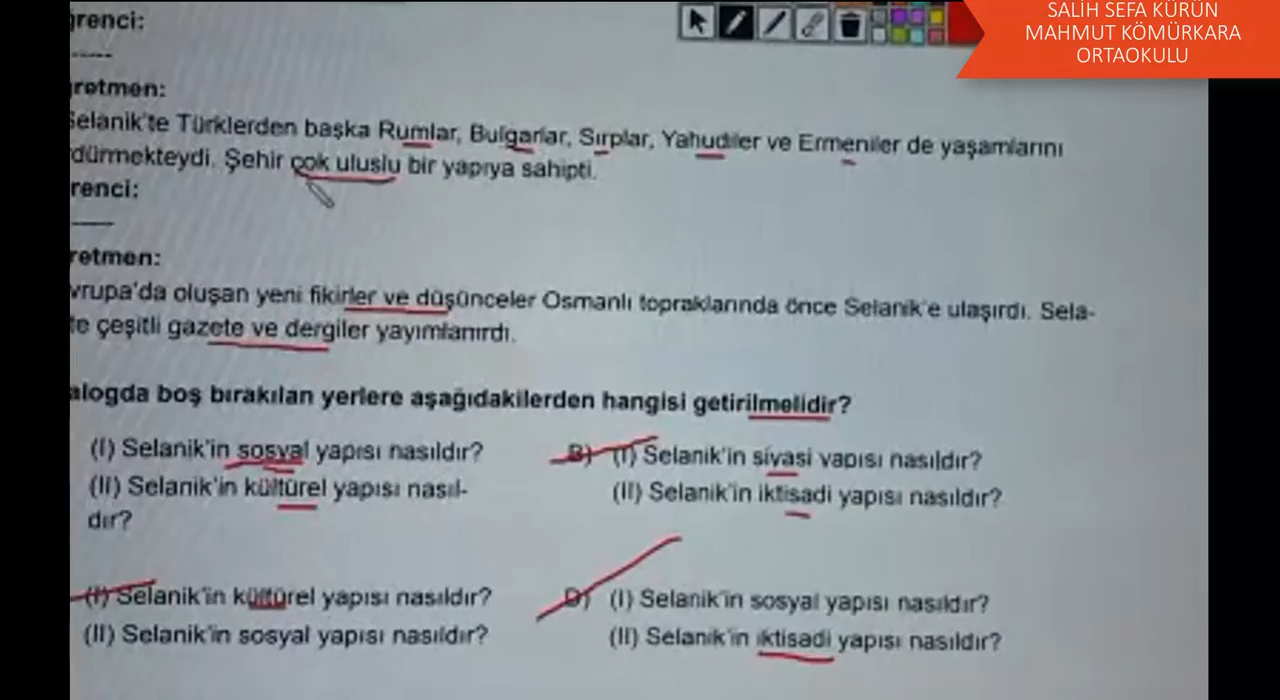 SALİH SEFA KÜRÜN
MAHMUT KÖMÜRKARA
ORTAOKULU
ğrenci:
-----
ğretmen:
Selanik'te Türklerden başka Rumlar, Bulgarlar, Sırplar, Yahudiler ve Ermeniler de yaşamlarını
dürmekteydi. Şehir çok uluslu bir yapıya sahipti.
renci:
-----
retmen:
vrupa'da oluşan yeni fikirler ve düşünceler Osmanlı topraklarında önce Selanik'e ulaşırdı. Sela-
te çeşitli gazete ve dergiler yayımlanırdı.
alogda boş bırakılan yerlere aşağıdakilerden hangisi getirilmelidir?
(I) Selanik'in sosyal yapısı nasıldır?
(II) Selanik'in kültürel yapısı nasıl-
dır?
B) (I) Selanik'in siyasi yapısı nasıldır?
(II) Selanik'in iktisadi yapısı nasıldır?
(I) Selanik'in kültürel yapısı nasıldır?
(II) Selanik'in sosyal yapısı nasıldır?
D) (I) Selanik'in sosyal yapısı nasıldır?
(II) Selanik'in iktisadi yapısı nasıldır?